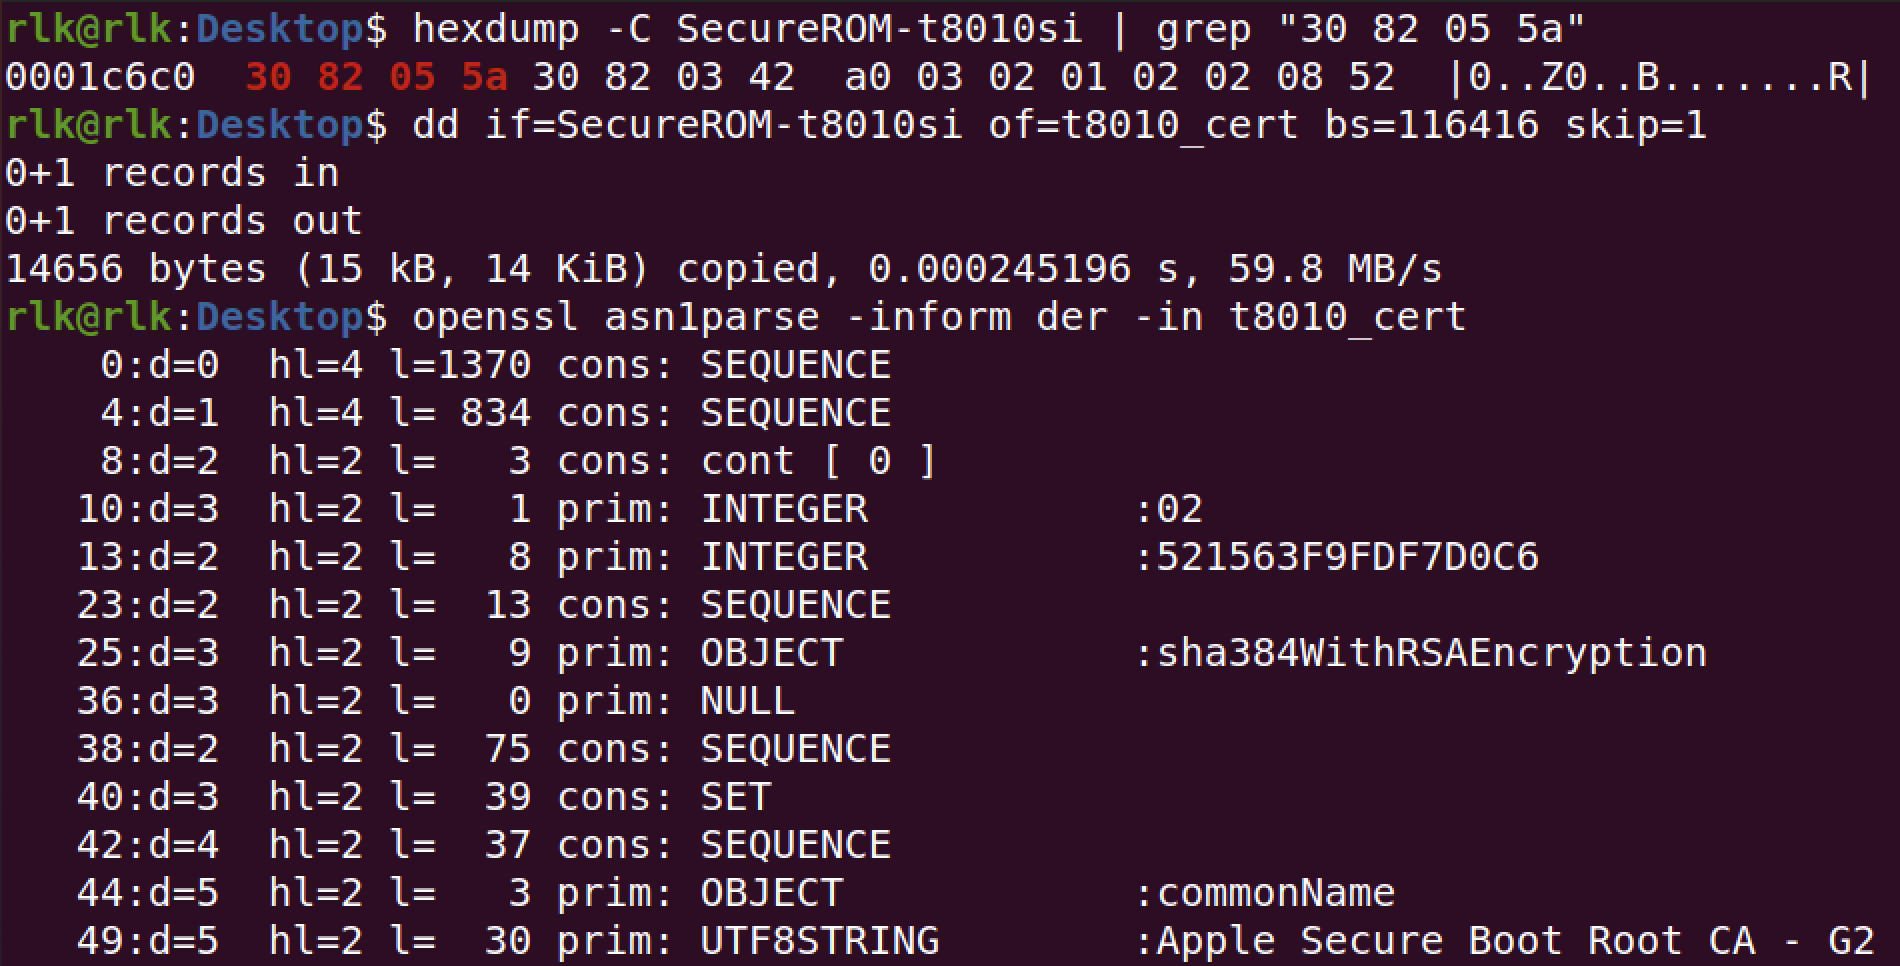 rlk@rlk:Desktop$ hexdump -C SecureROM-t8010si | grep "30 82 05 5a"
0001c6c0  30 82 05 5a 30 82 03 42  a0 03 02 01 02 02 08 52  |0..Z0..B.......R|
rlk@rlk:Desktop$ dd if=SecureROM-t8010si of=t8010_cert bs=116416 skip=1
0+1 records in
0+1 records out
14656 bytes (15 kB, 14 KiB) copied, 0.000245196 s, 59.8 MB/s
rlk@rlk:Desktop$ openssl asn1parse -inform der -in t8010_cert
    0:d=0  hl=4 l=1370 cons: SEQUENCE
    4:d=1  hl=4 l= 834 cons: SEQUENCE
    8:d=2  hl=2 l=   3 cons: cont [ 0 ]
   10:d=3  hl=2 l=   1 prim: INTEGER           :02
   13:d=2  hl=2 l=   8 prim: INTEGER           :521563F9FDF7D0C6
   23:d=2  hl=2 l=  13 cons: SEQUENCE
   25:d=3  hl=2 l=   9 prim: OBJECT            :sha384WithRSAEncryption
   36:d=3  hl=2 l=   0 prim: NULL
   38:d=2  hl=2 l=  75 cons: SEQUENCE
   40:d=3  hl=2 l=  39 cons: SET
   42:d=4  hl=2 l=  37 cons: SEQUENCE
   44:d=5  hl=2 l=   3 prim: OBJECT            :commonName
   49:d=5  hl=2 l=  30 prim: UTF8STRING        :Apple Secure Boot Root CA - G2